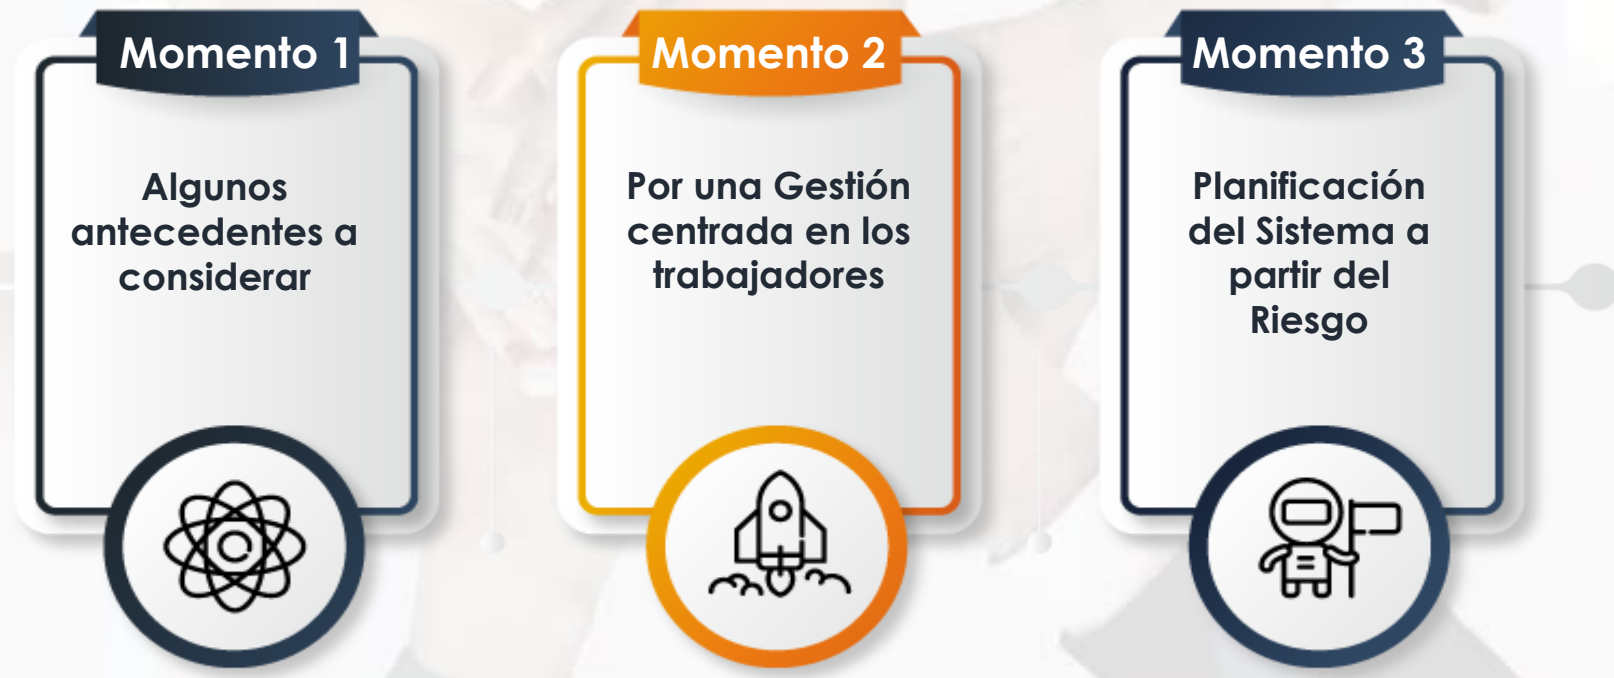 Momento 1
Algunos
antecedentes a
considerar
Momento 2
Por una Gestión
centrada en los
trabajadores
Momento 3
Planificación
del Sistema a
partir del
Riesgo